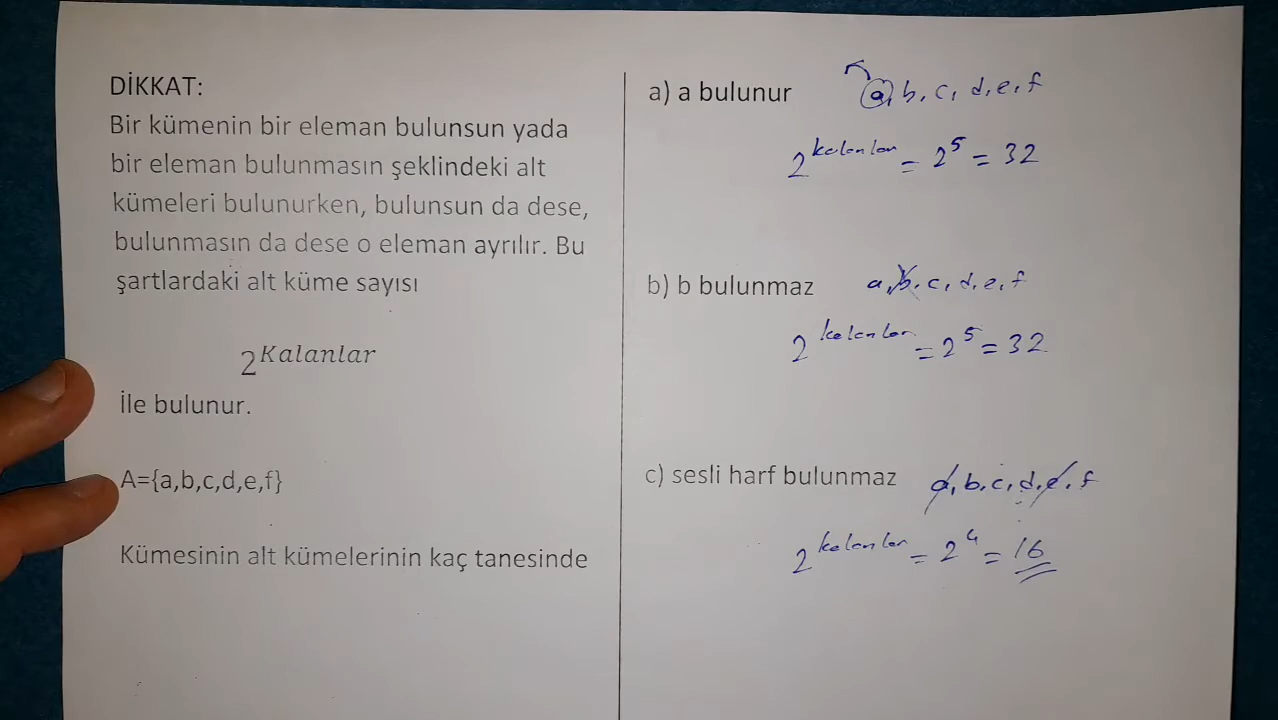 DİKKAT:
Bir kümenin bir eleman bulunsun yada
bir eleman bulunmasın şeklindeki alt
kümeleri bulunurken, bulunsun da dese,
bulunmasın da dese o eleman ayrılır. Bu
şartlardaki alt küme sayısı
2^Kalanlar
İle bulunur.
A={a,b,c,d,e,f}
Kümesinin alt kümelerinin kaç tanesinde
a) a bulunur a, b, c, d, e, f
2^kalanlar = 2^5 = 32
b) b bulunmaz a, b, c, d, e, f
2^kalanlar = 2^5 = 32
c) sesli harf bulunmaz a, b, c, d, e, f
2^kalanlar = 2^4 = 16